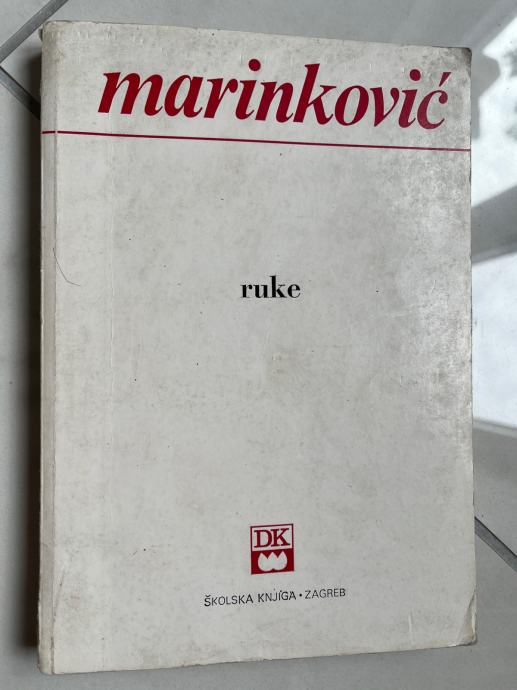 marinković
ruke
DK
ŠKOLSKA KNJIGA • ZAGREB